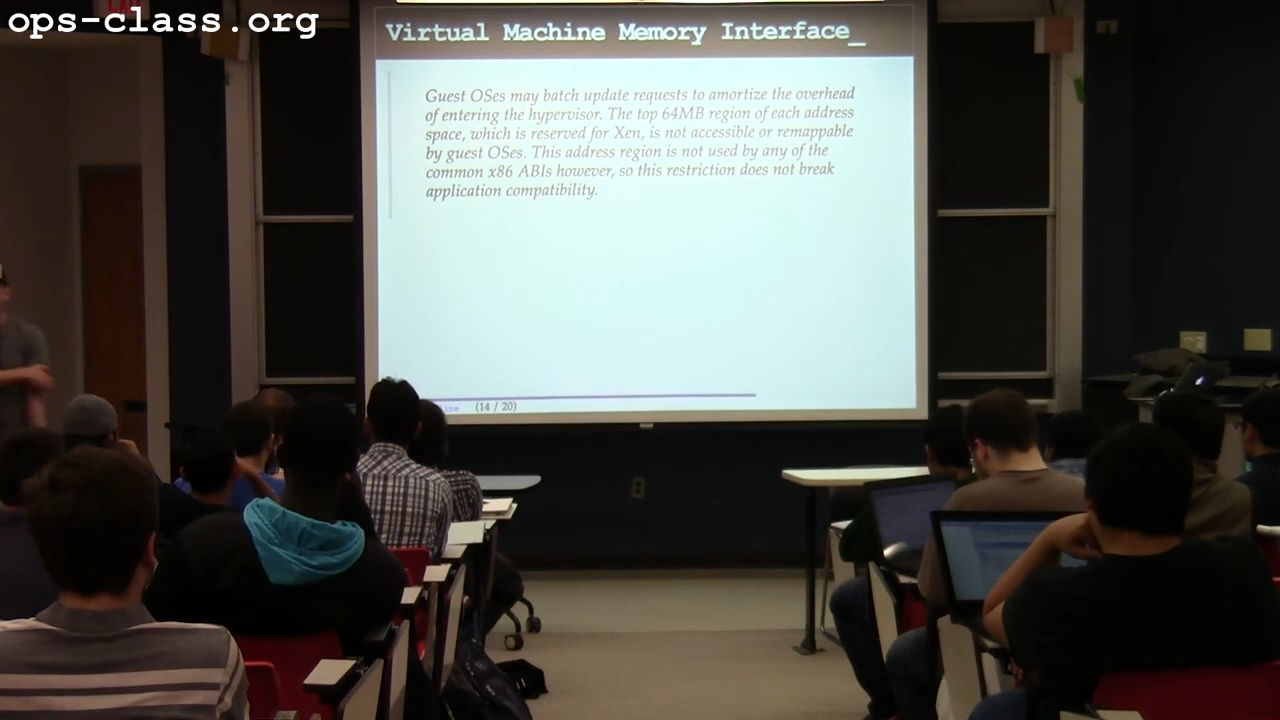 ops-class.org
Virtual Machine Memory Interface_
Guest OSes may batch update requests to amortize the overhead
of entering the hypervisor. The top 64MB region of each address
space, which is reserved for Xen, is not accessible or remappable
by guest OSes. This address region is not used by any of the
common x86 ABIs however, so this restriction does not break
application compatibility.
(14 / 20)